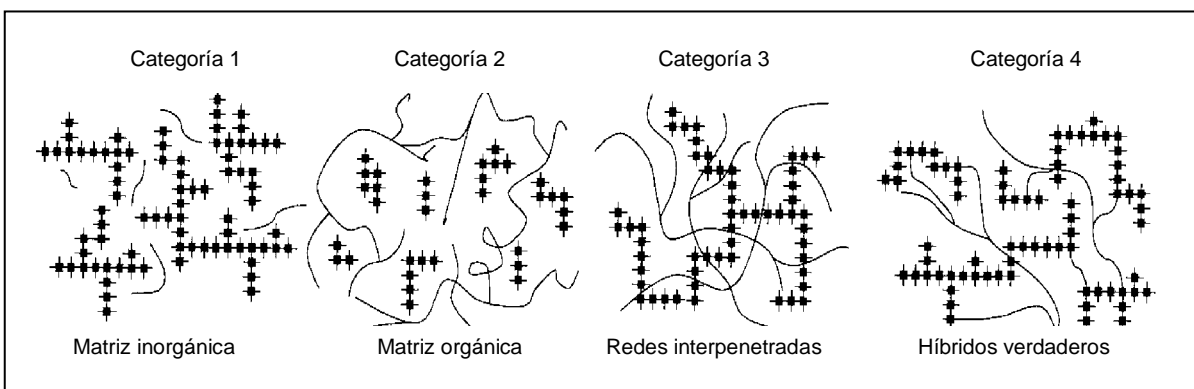 Categoría 1
Categoría 2
Categoría 3
Categoría 4
Matriz inorgánica
Matriz orgánica
Redes interpenetradas
Híbridos verdaderos